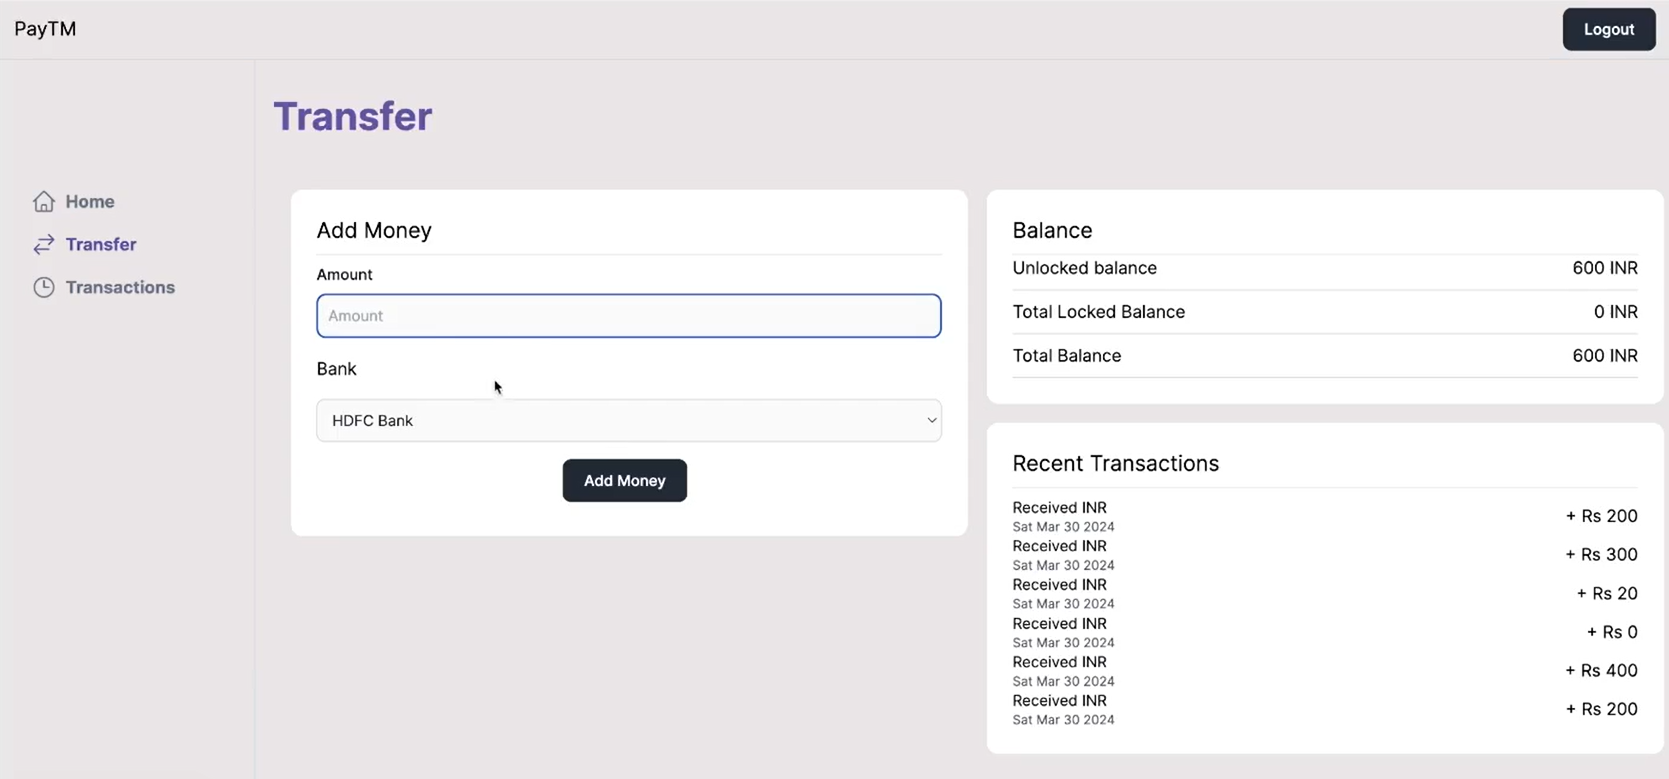 PayTM
Logout
Transfer
Home
Transfer
Transactions
Add Money
Amount
Amount
Bank
HDFC Bank
Add Money
Balance
Unlocked balance 600 INR
Total Locked Balance 0 INR
Total Balance 600 INR
Recent Transactions
Received INR
Sat Mar 30 2024
+ Rs 200
Received INR
Sat Mar 30 2024
+ Rs 300
Received INR
Sat Mar 30 2024
+ Rs 20
Received INR
Sat Mar 30 2024
+ Rs 0
Received INR
Sat Mar 30 2024
+ Rs 400
Received INR
Sat Mar 30 2024
+ Rs 200